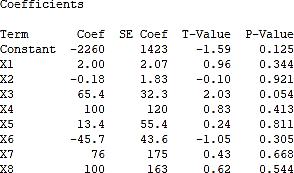 Coefficients
Term Coef SE Coef T-Value P-Value
Constant -2260 1423 -1.59 0.125
X1 2.00 2.07 0.96 0.344
X2 -0.18 1.83 -0.10 0.921
X3 65.4 32.3 2.03 0.054
X4 100 120 0.83 0.413
X5 13.4 55.4 0.24 0.811
X6 -45.7 43.6 -1.05 0.305
X7 76 175 0.43 0.668
X8 100 163 0.62 0.544